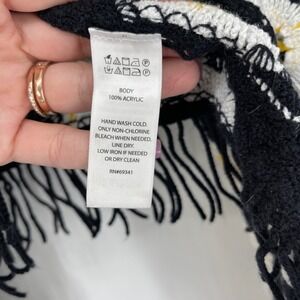 BODY
100% ACRYLIC
HAND WASH COLD.
ONLY NON-CHLORINE
BLEACH WHEN NEEDED.
LINE DRY.
LOW IRON IF NEEDED
OR DRY CLEAN
RN#69341